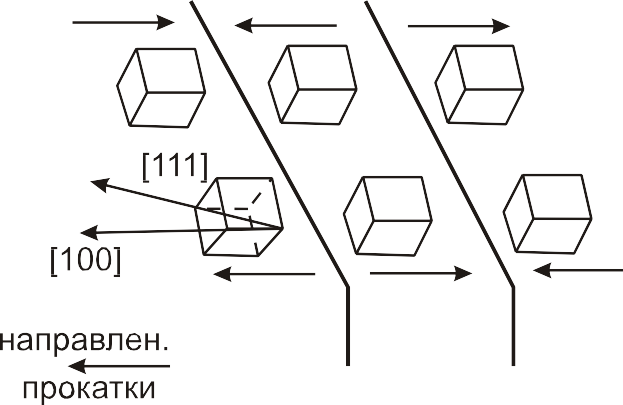 [111]
[100]
направлен.
прокатки